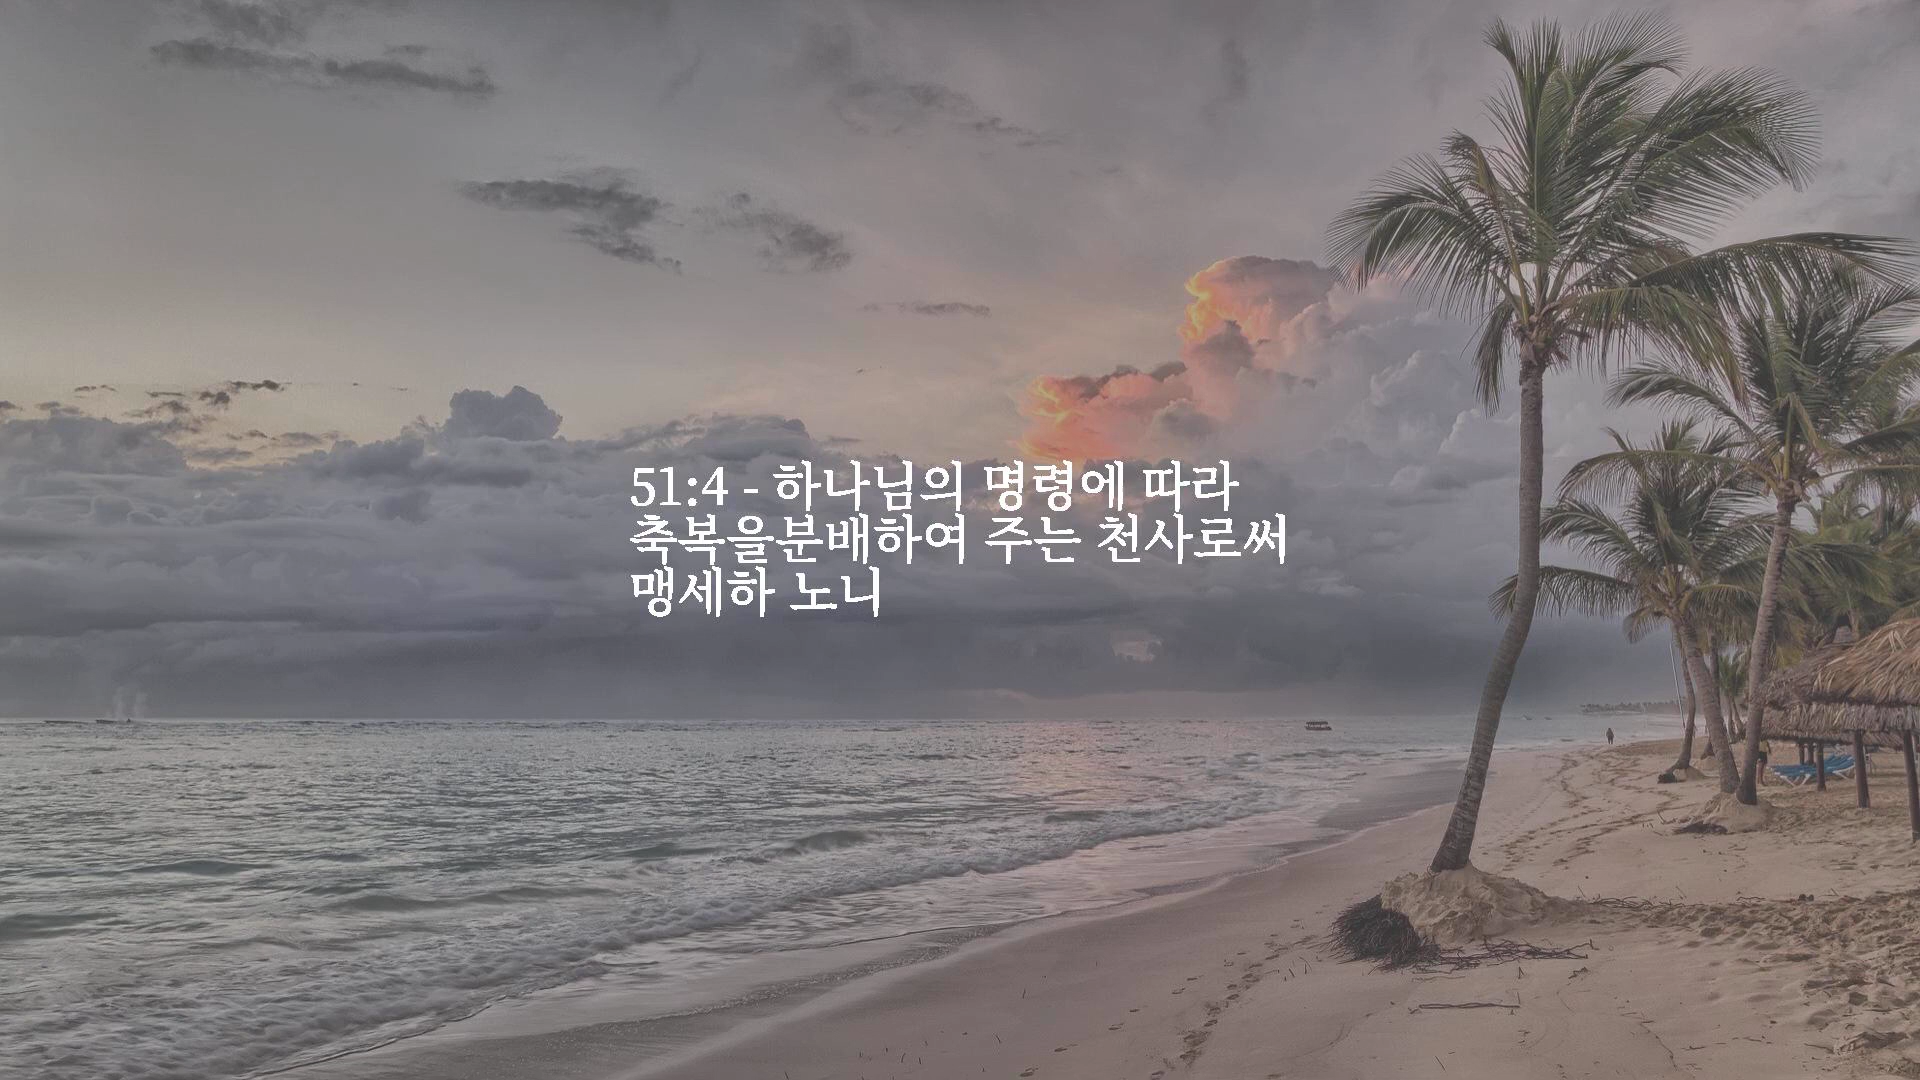 51:4 - 하나님의 명령에 따라
축복을분배하여 주는 천사로써
맹세하 노니